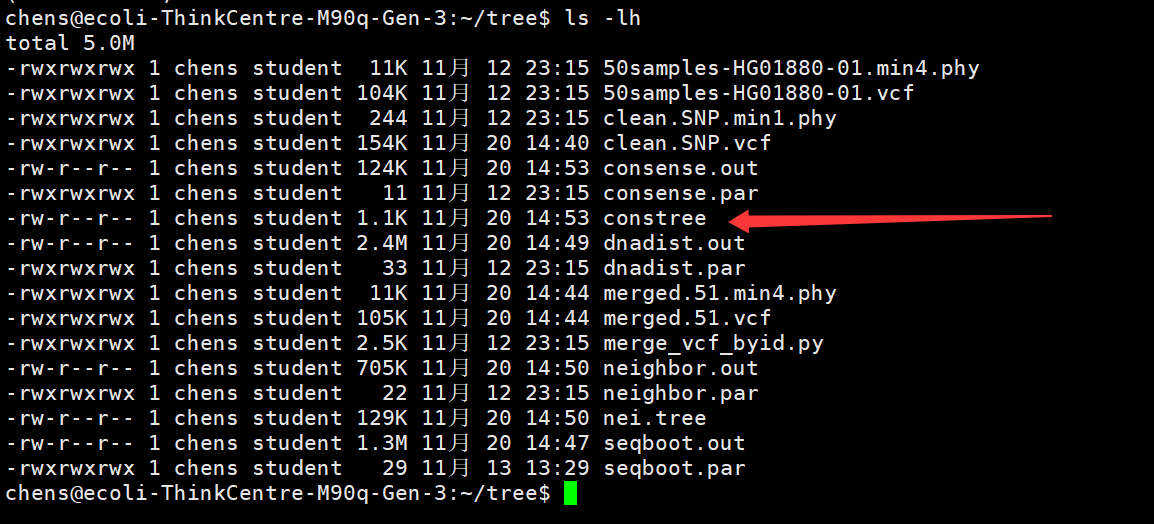 chens@ecoli-ThinkCentre-M90q-Gen-3:~/tree$ ls -lh
total 5.0M
-rwxrwxrwx 1 chens student  11K 11月 12 23:15 50samples-HG01880-01.min4.phy
-rwxrwxrwx 1 chens student 104K 11月 12 23:15 50samples-HG01880-01.vcf
-rwxrwxrwx 1 chens student  244 11月 12 23:15 clean.SNP.min1.phy
-rwxrwxrwx 1 chens student 154K 11月 20 14:40 clean.SNP.vcf
-rw-r--r-- 1 chens student 124K 11月 20 14:53 consense.out
-rwxrwxrwx 1 chens student   11 11月 12 23:15 consense.par
-rw-r--r-- 1 chens student 1.1K 11月 20 14:53 constree
-rw-r--r-- 1 chens student 2.4M 11月 20 14:49 dnadist.out
-rwxrwxrwx 1 chens student   33 11月 12 23:15 dnadist.par
-rwxrwxrwx 1 chens student  11K 11月 20 14:44 merged.51.min4.phy
-rwxrwxrwx 1 chens student 105K 11月 20 14:44 merged.51.vcf
-rwxrwxrwx 1 chens student 2.5K 11月 12 23:15 merge_vcf_byid.py
-rw-r--r-- 1 chens student 705K 11月 20 14:50 neighbor.out
-rwxrwxrwx 1 chens student   22 11月 12 23:15 neighbor.par
-rw-r--r-- 1 chens student 129K 11月 20 14:50 nei.tree
-rw-r--r-- 1 chens student 1.3M 11月 20 14:47 seqboot.out
-rwxrwxrwx 1 chens student   29 11月 13 13:29 seqboot.par
chens@ecoli-ThinkCentre-M90q-Gen-3:~/tree$